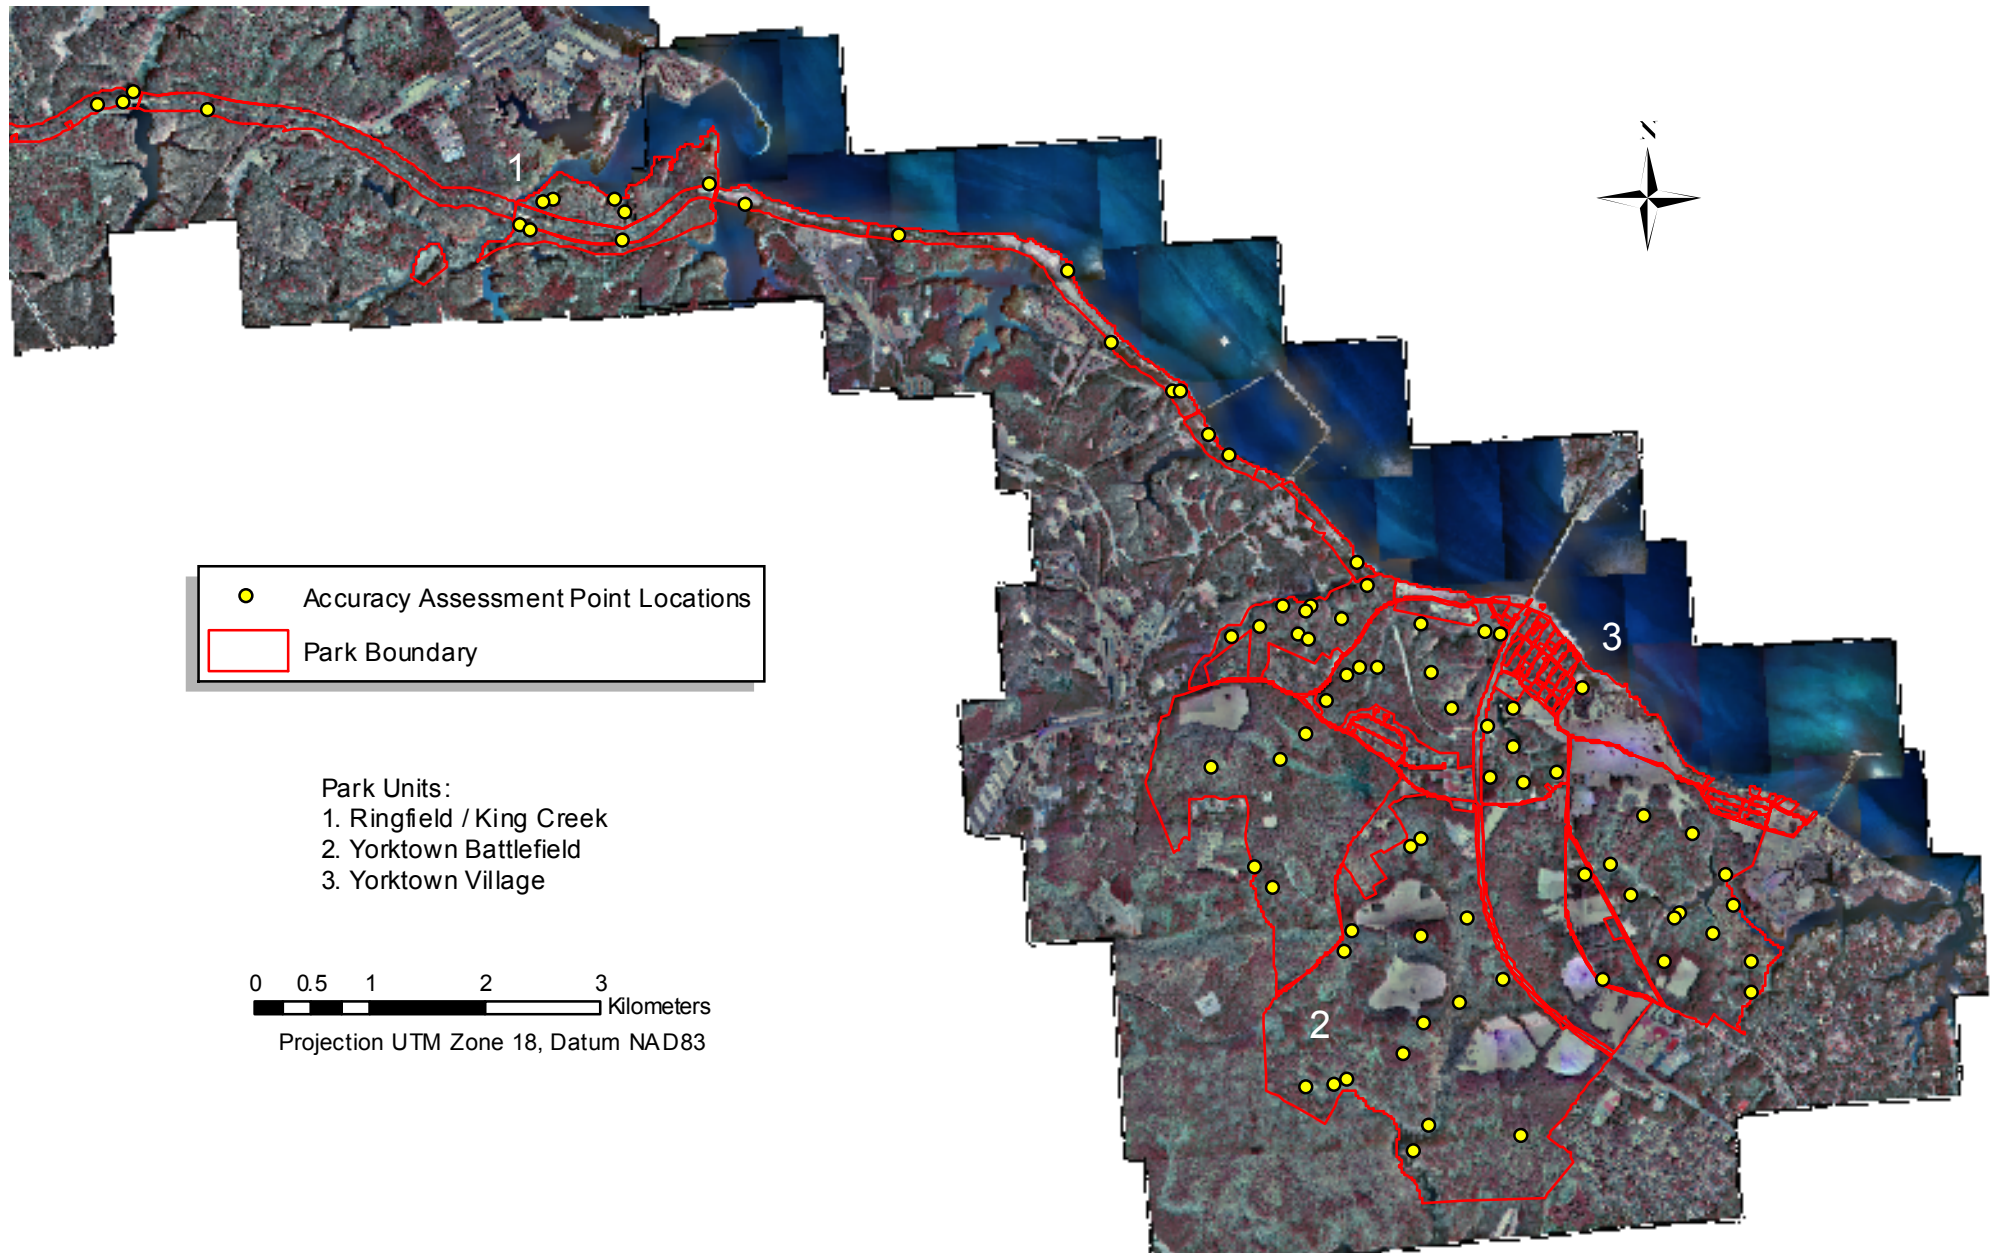 N
1
3
Accuracy Assessment Point Locations
Park Boundary
Park Units:
1. Ringfield / King Creek
2. Yorktown Battlefield
3. Yorktown Village
0 0.5 1 2 3
Kilometers
Projection UTM Zone 18, Datum NAD83
2